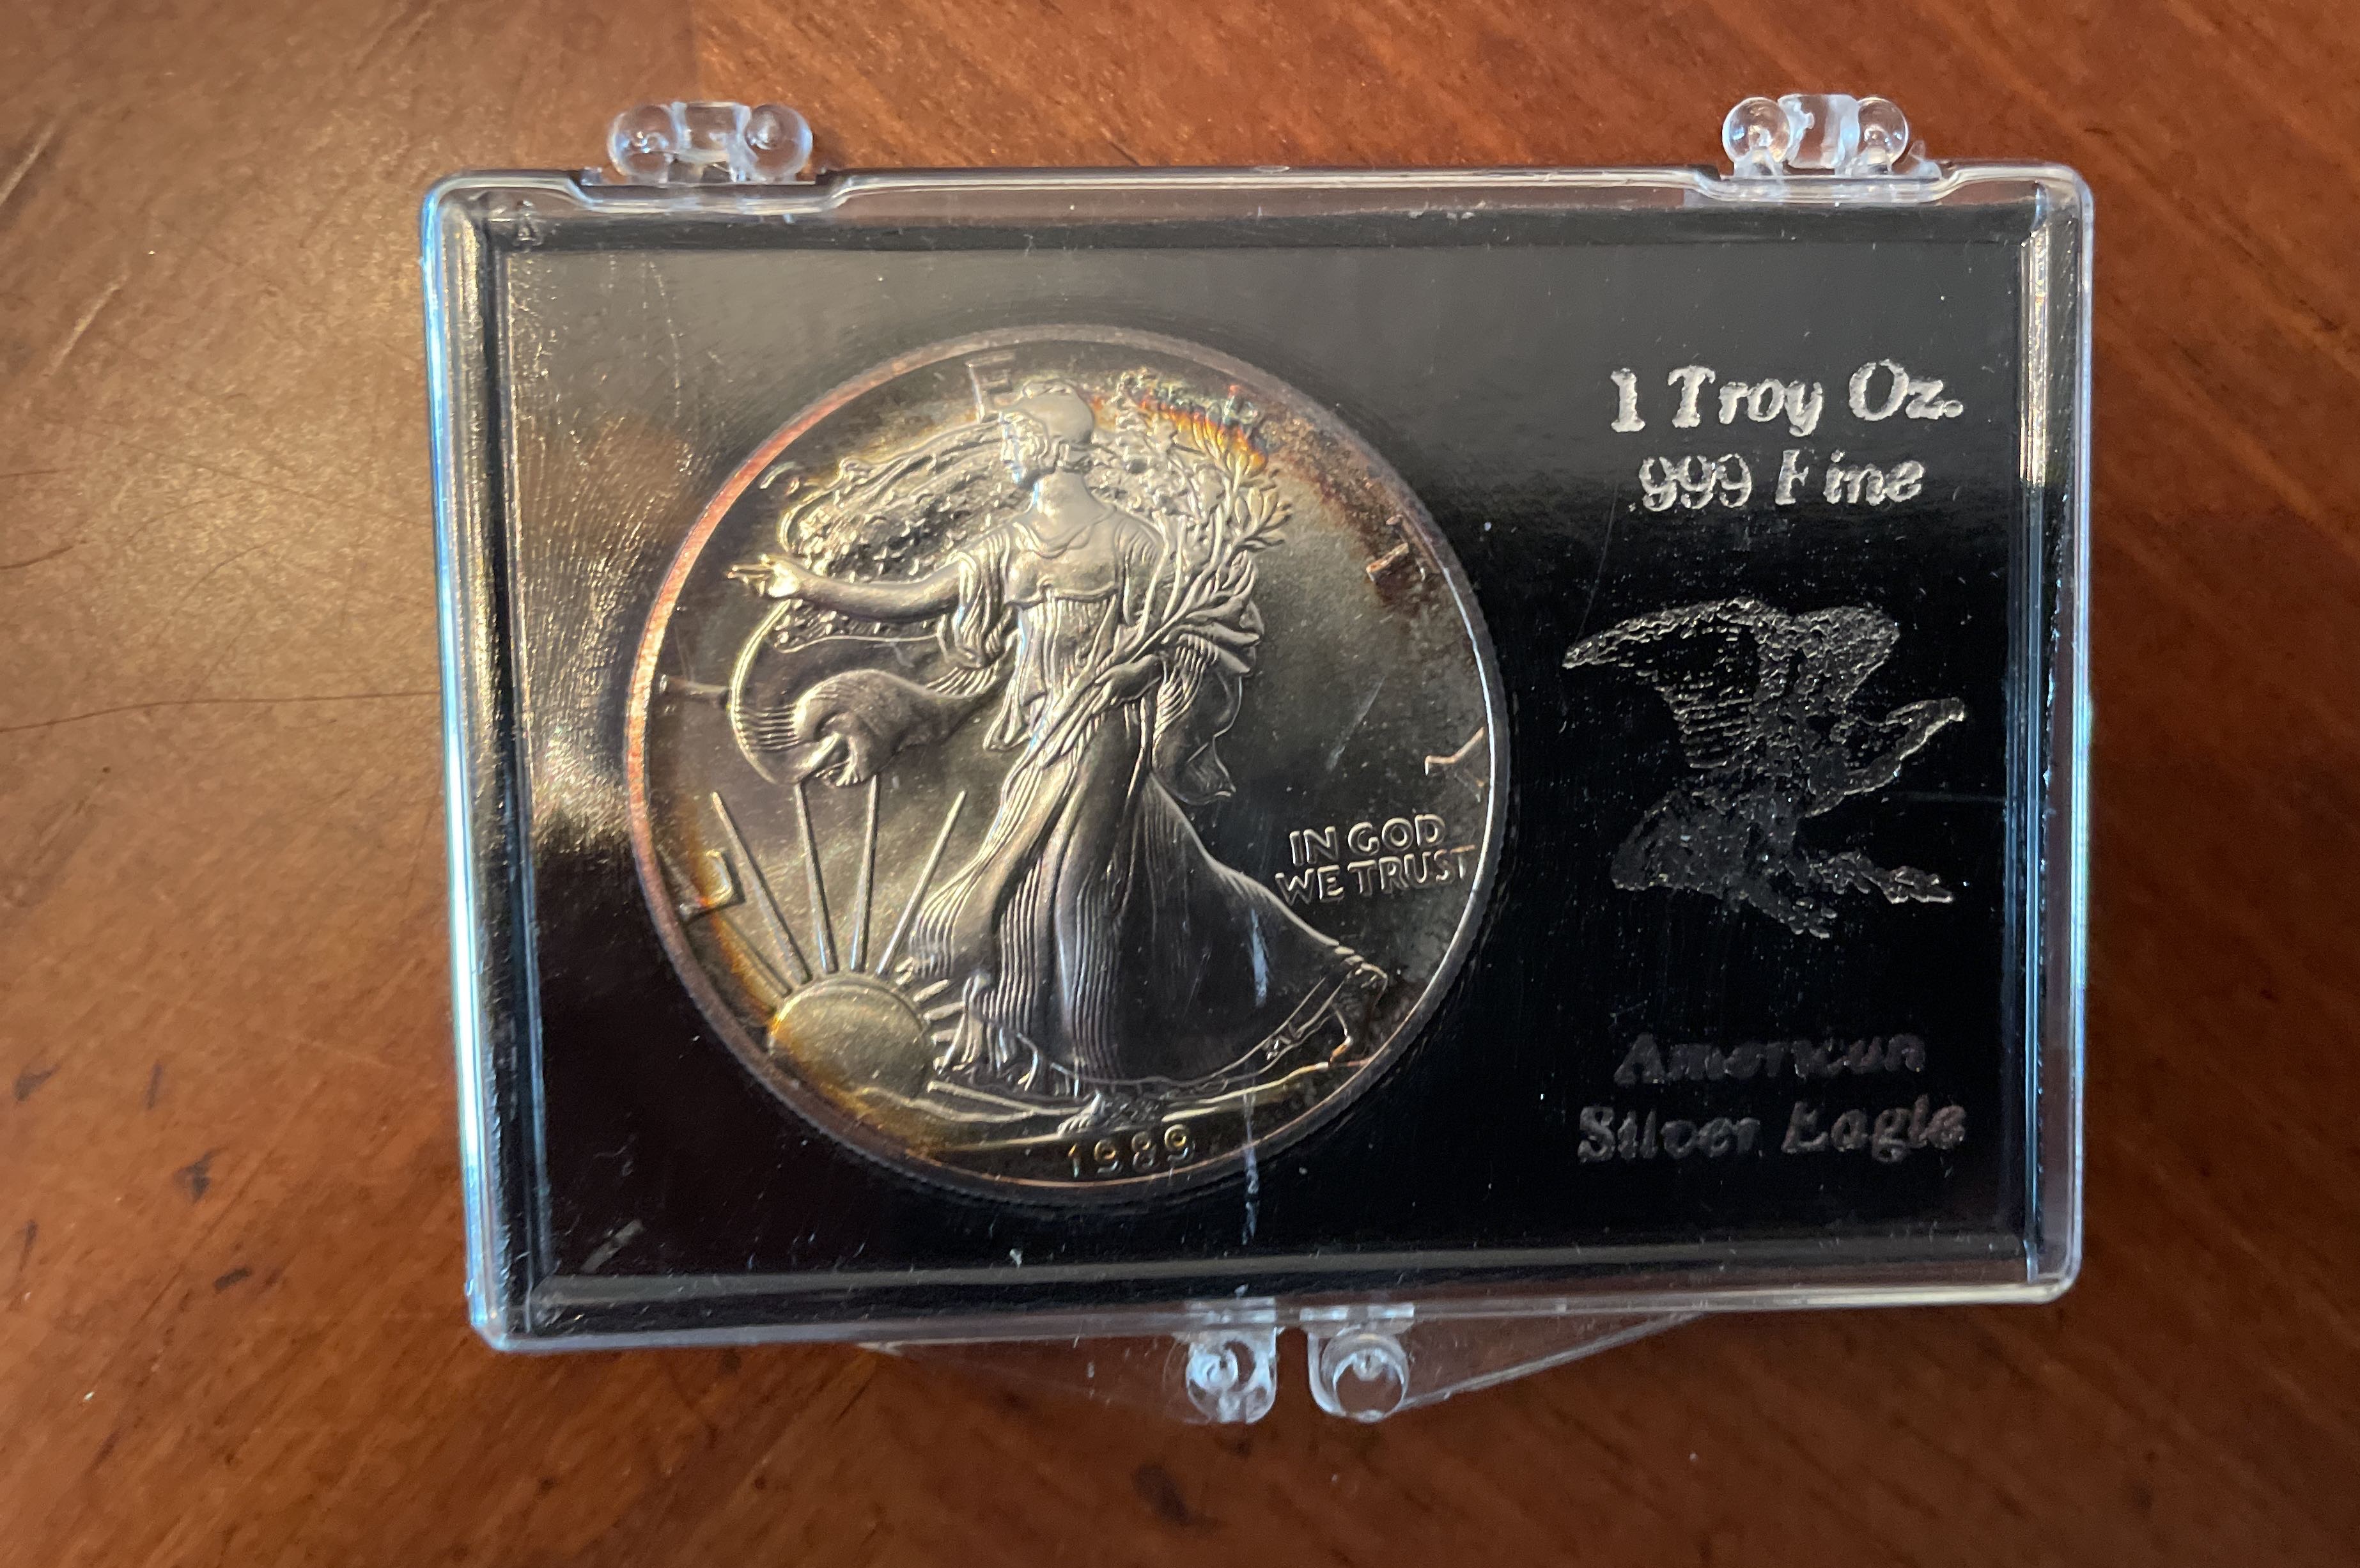 L I E R T Y
IN GOD
WE TRUST
1989
1 Troy Oz.
.999 Fine
American
Silver Eagle